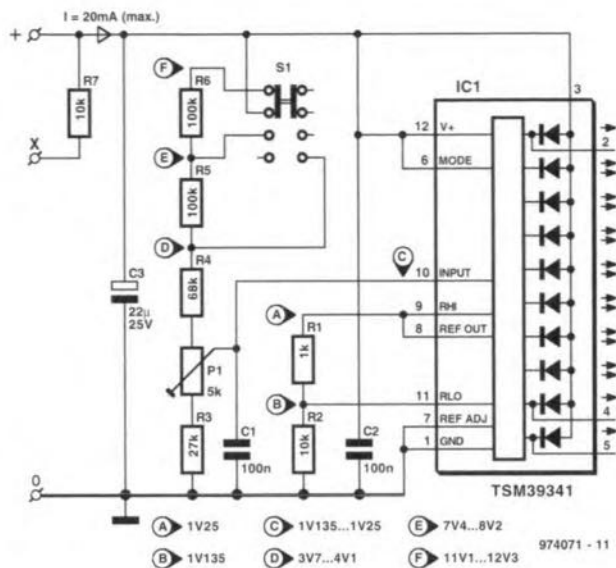 I = 20mA (max.)
+
R7
10k
X
F
R6
100k
S1
E
R5
100k
D
R4
68k
C3
22µ
25V
P1
5k
R3
27k
C1
100n
C
A
R1
1k
B
R2
10k
C2
100n
0
IC1
3
12 V+
6 MODE
10 INPUT
9 RHI
8 REF OUT
11 RLO
7 REF ADJ
1 GND
2
4
5
TSM39341
A 1V25
C 1V135...1V25
E 7V4...8V2
B 1V135
D 3V7...4V1
F 11V1...12V3
974071 - 11